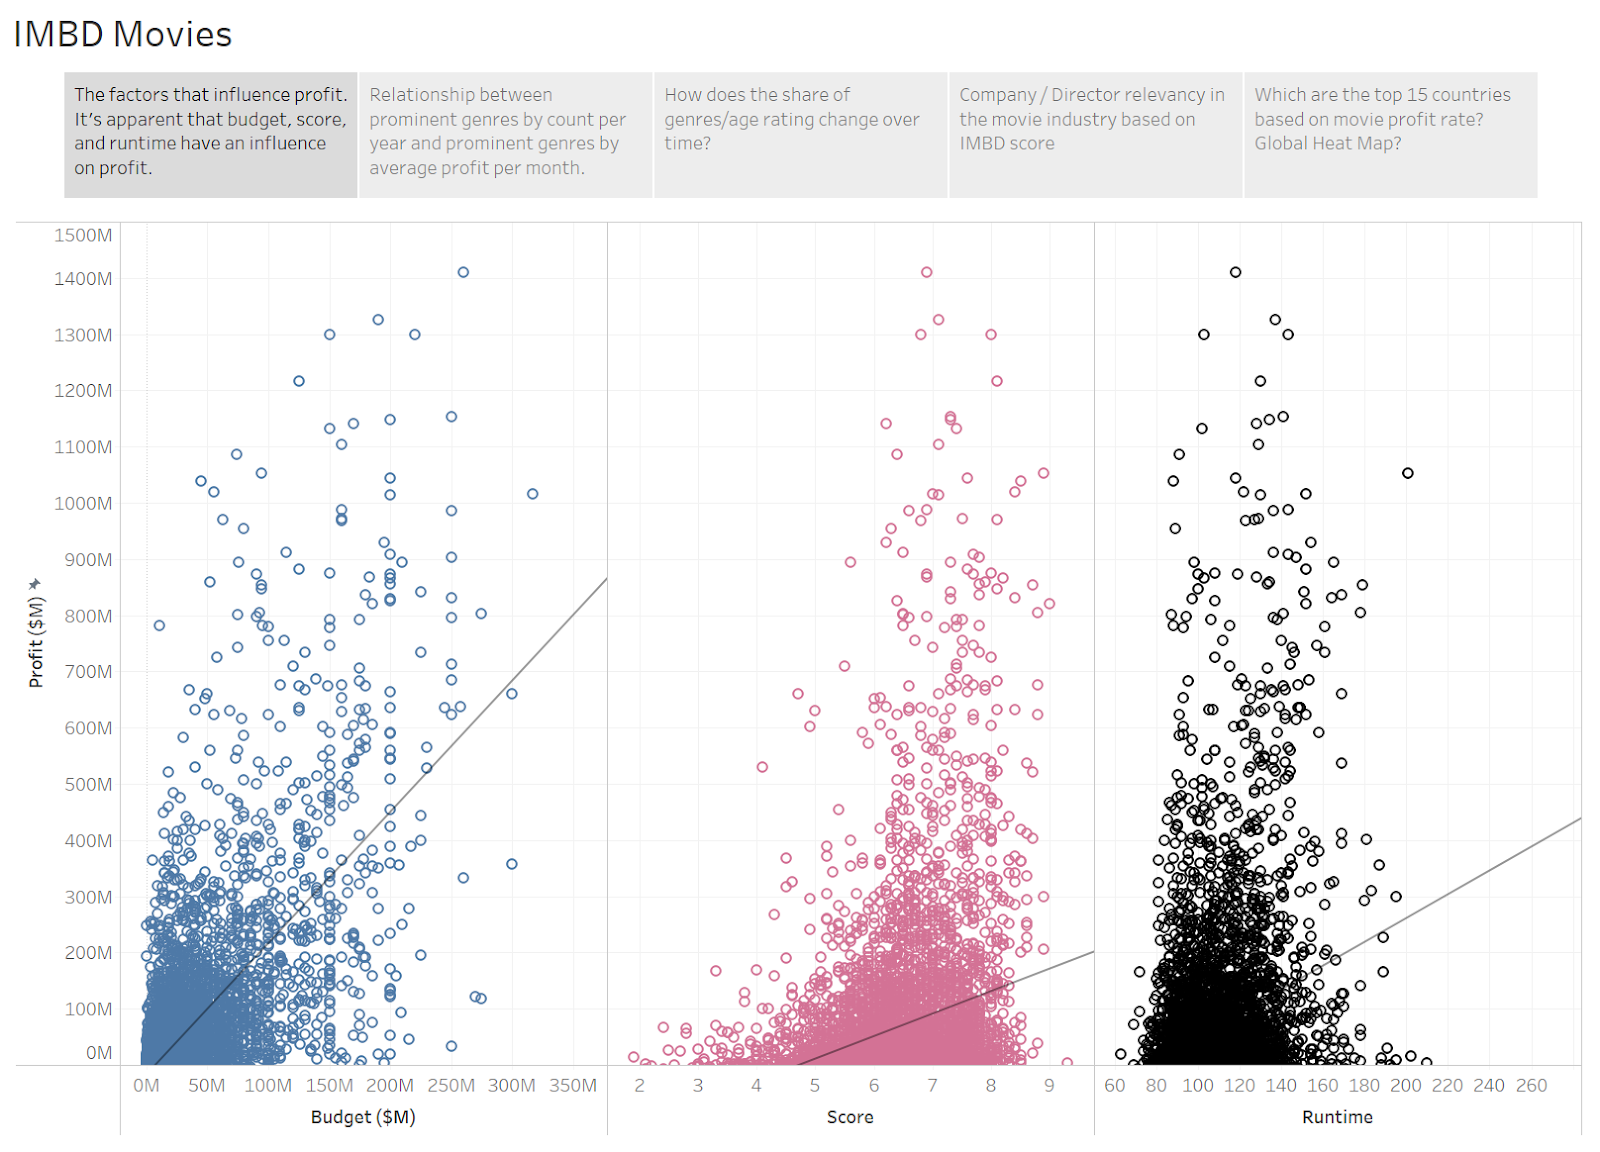 IMBD Movies
The factors that influence profit.
It's apparent that budget, score,
and runtime have an influence
on profit.
Relationship between
prominent genres by count per
year and prominent genres by
average profit per month.
How does the share of
genres/age rating change over
time?
Company / Director relevancy in
the movie industry based on
IMBD score
Which are the top 15 countries
based on movie profit rate?
Global Heat Map?
Profit ($M)
1500M
1400M
1300M
1200M
1100M
1000M
900M
800M
700M
600M
500M
400M
300M
200M
100M
0M
0M 50M 100M 150M 200M 250M 300M 350M
Budget ($M)
2 3 4 5 6 7 8 9
Score
60 80 100 120 140 160 180 200 220 240 260
Runtime